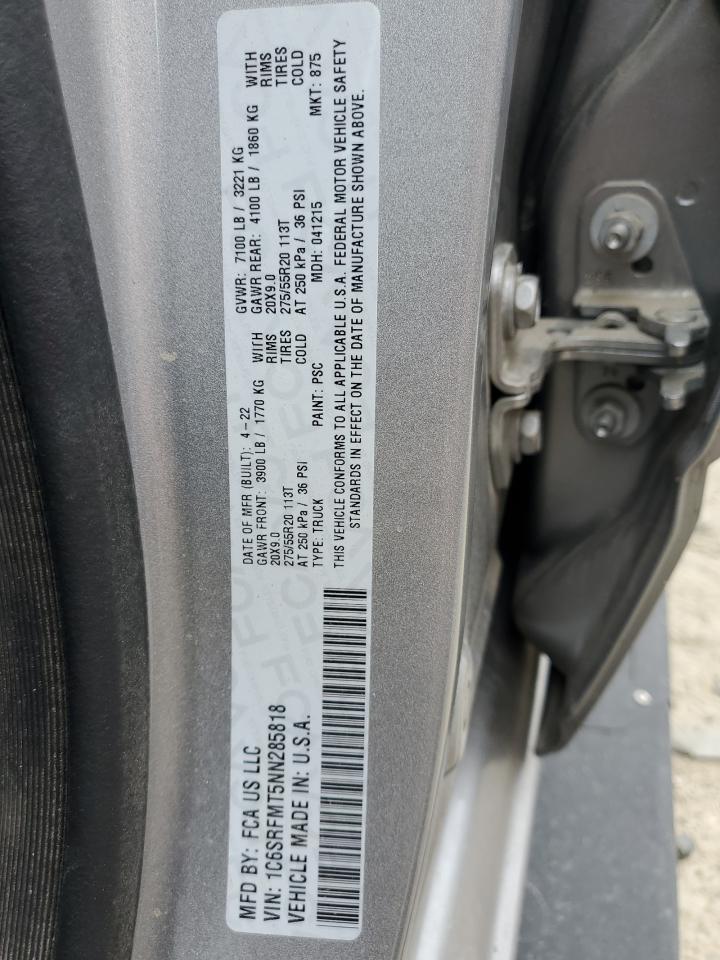 MFD BY: FCA US LLC
VIN: 1C6SRFMT5NN285818
VEHICLE MADE IN: U.S.A.
DATE OF MFR (BUILT): 4-22 GVWR: 7100 LB / 3221 KG
GAWR FRONT: 3900 LB / 1770 KG WITH GAWR REAR: 4100 LB / 1860 KG WITH
20X9.0 RIMS 20X9.0 RIMS
275/55R20 113T TIRES 275/55R20 113T TIRES
AT 250 kPa / 36 PSI COLD AT 250 kPa / 36 PSI COLD
TYPE: TRUCK PAINT: PSC MDH: 041215 MKT: 875
THIS VEHICLE CONFORMS TO ALL APPLICABLE U.S.A. FEDERAL MOTOR VEHICLE SAFETY
STANDARDS IN EFFECT ON THE DATE OF MANUFACTURE SHOWN ABOVE.